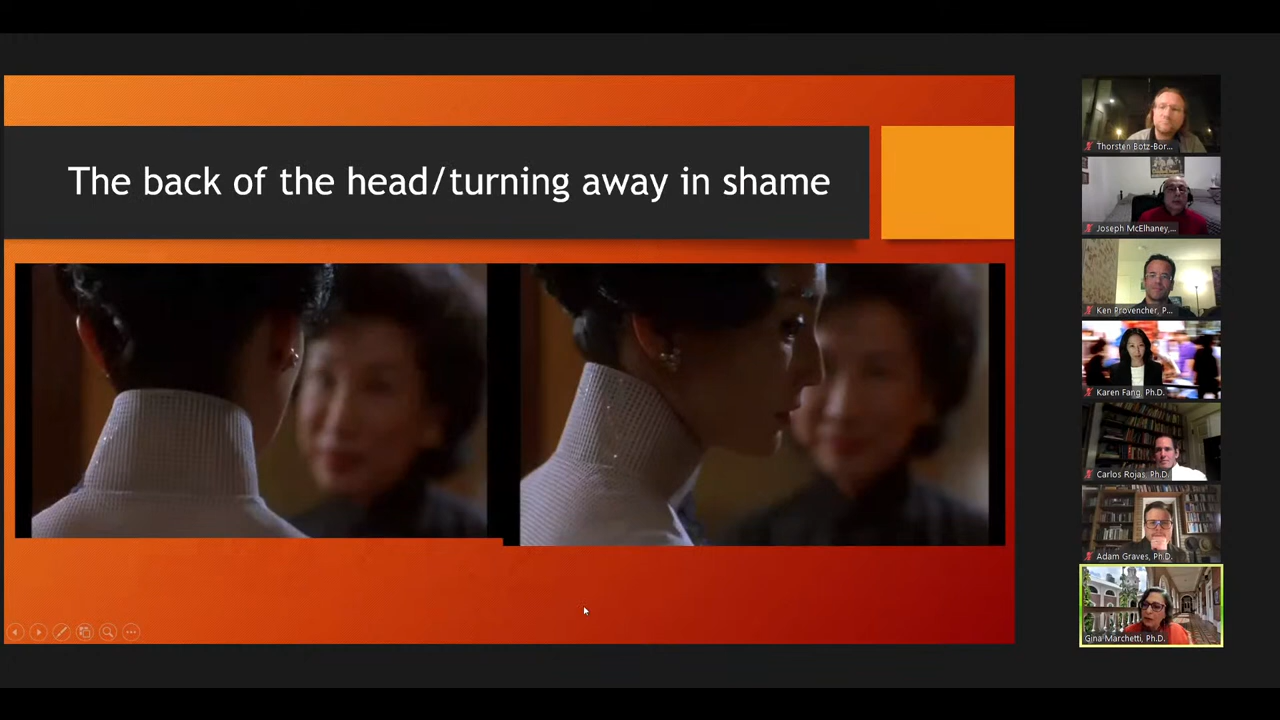 The back of the head/turning away in shame
Thorsten Botz-Bor...
Joseph McElhaney,...
Ken Provencher, P...
Karen Fang, Ph.D.
Carlos Rojas, Ph.D.
Adam Graves, Ph.D.
Gina Marchetti, Ph.D.